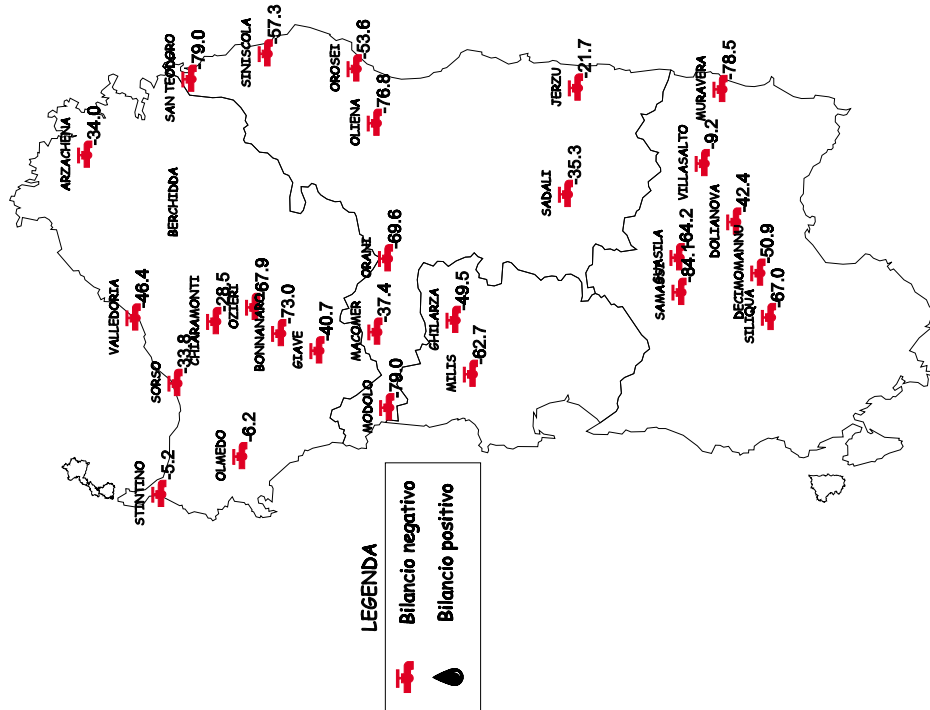 ARZACHENA
-34.0
SAN TEODORO
-79.0
SINISCOLA
-57.3
BERCHIDDA
VALLEDORIA
-46.4
SORSO
-33.8
CHIARAMONTI
-28.5
STINTINO
-5.2
OLMEDO
-6.2
OZIERI
-67.9
BONNANARO
-73.0
GIAVE
-40.7
OROSEI
-53.6
OLIENA
-76.8
ORANI
-69.6
MACOMER
-37.4
MODOLO
-79.0
GHILARZA
-49.5
MILIS
-62.7
JERZU
-21.7
SADALI
-35.3
MURAVERA
-78.5
VILLASALTO
-9.2
GUASILA
-64.2
SAMASSI
-84.1
DOLIANOVA
-42.4
DECIMOMANNU
-50.9
SILIQUA
-67.0
LEGENDA
Bilancio negativo
Bilancio positivo